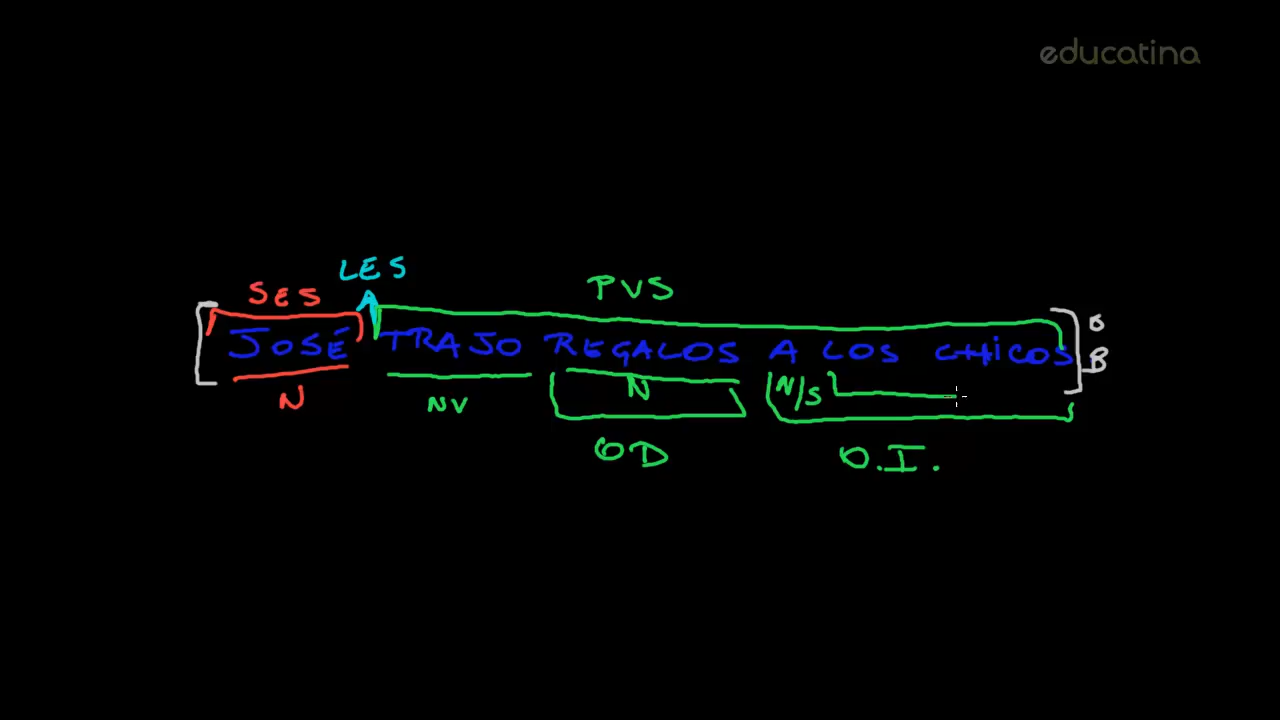 educatina
LES
SES PVS
JOSÉ TRAJO REGALOS A LOS CHICOS
O
B
N NV N N/S
OD O.I.